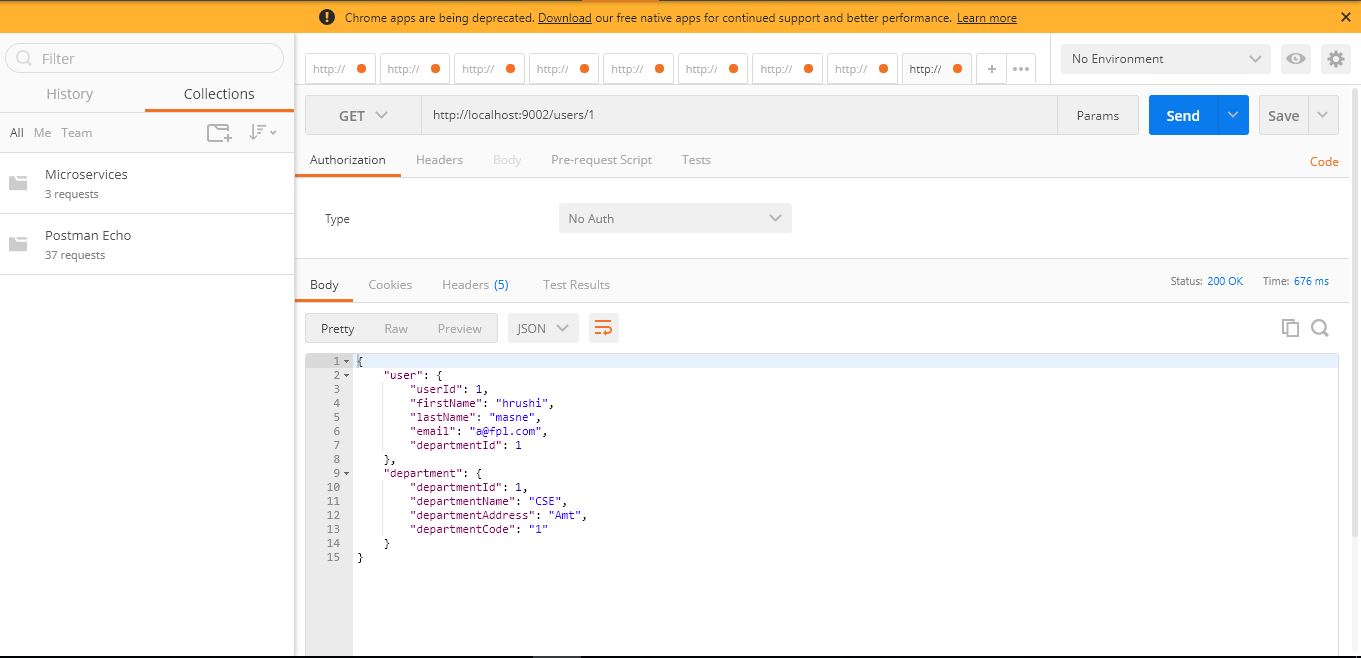 Chrome apps are being deprecated. Download our free native apps for continued support and better performance. Learn more
Filter
History Collections
All Me Team
Microservices
3 requests
Postman Echo
37 requests
http:// http:// http:// http:// http:// http:// http:// http:// http:// + •••
No Environment
GET http://localhost:9002/users/1 Params Send Save
Authorization Headers Body Pre-request Script Tests Code
Type No Auth
Body Cookies Headers (5) Test Results Status: 200 OK Time: 676 ms
Pretty Raw Preview JSON
1 {
2 "user": {
3 "userId": 1,
4 "firstName": "hrushi",
5 "lastName": "masne",
6 "email": "a@fpl.com",
7 "departmentId": 1
8 },
9 "department": {
10 "departmentId": 1,
11 "departmentName": "CSE",
12 "departmentAddress": "Amt",
13 "departmentCode": "1"
14 }
15 }